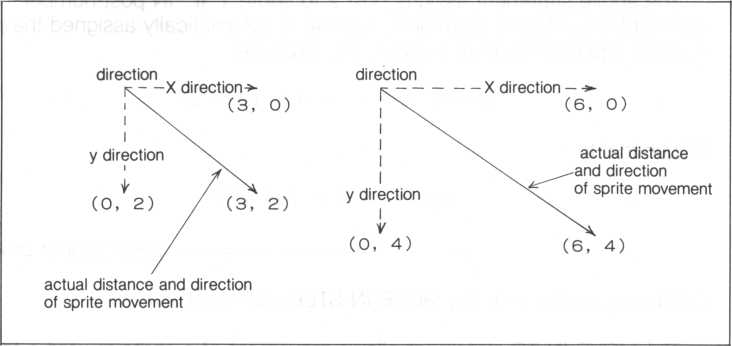 direction
X direction
(3, 0)
y direction
(0, 2)
(3, 2)
actual distance and direction
of sprite movement
direction
X direction
(6, 0)
actual distance
and direction
of sprite movement
y direction
(0, 4)
(6, 4)